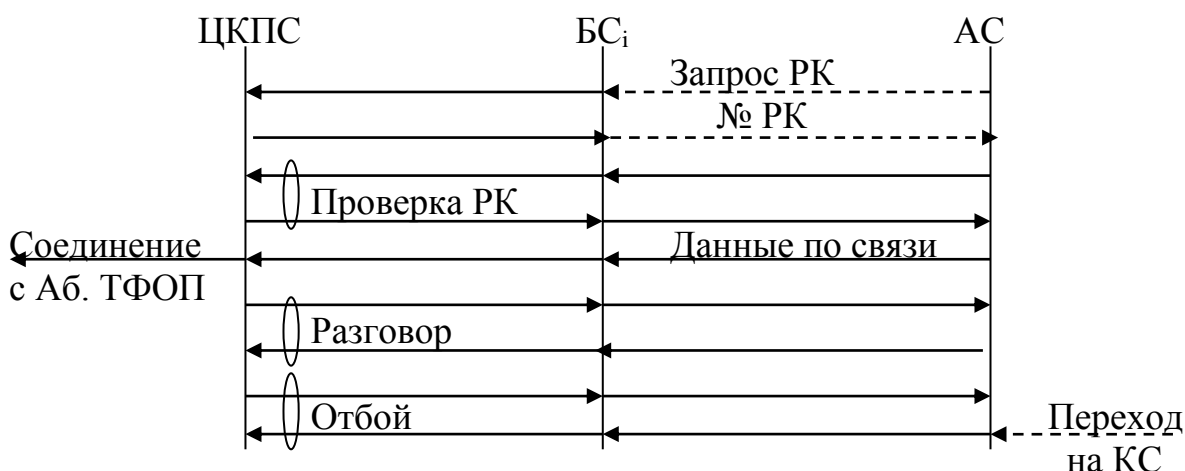 ЦКПС БСi АС
Запрос РК
№ РК
Проверка РК
Соединение
с Аб. ТФОП
Данные по связи
Разговор
Отбой
Переход
на КС